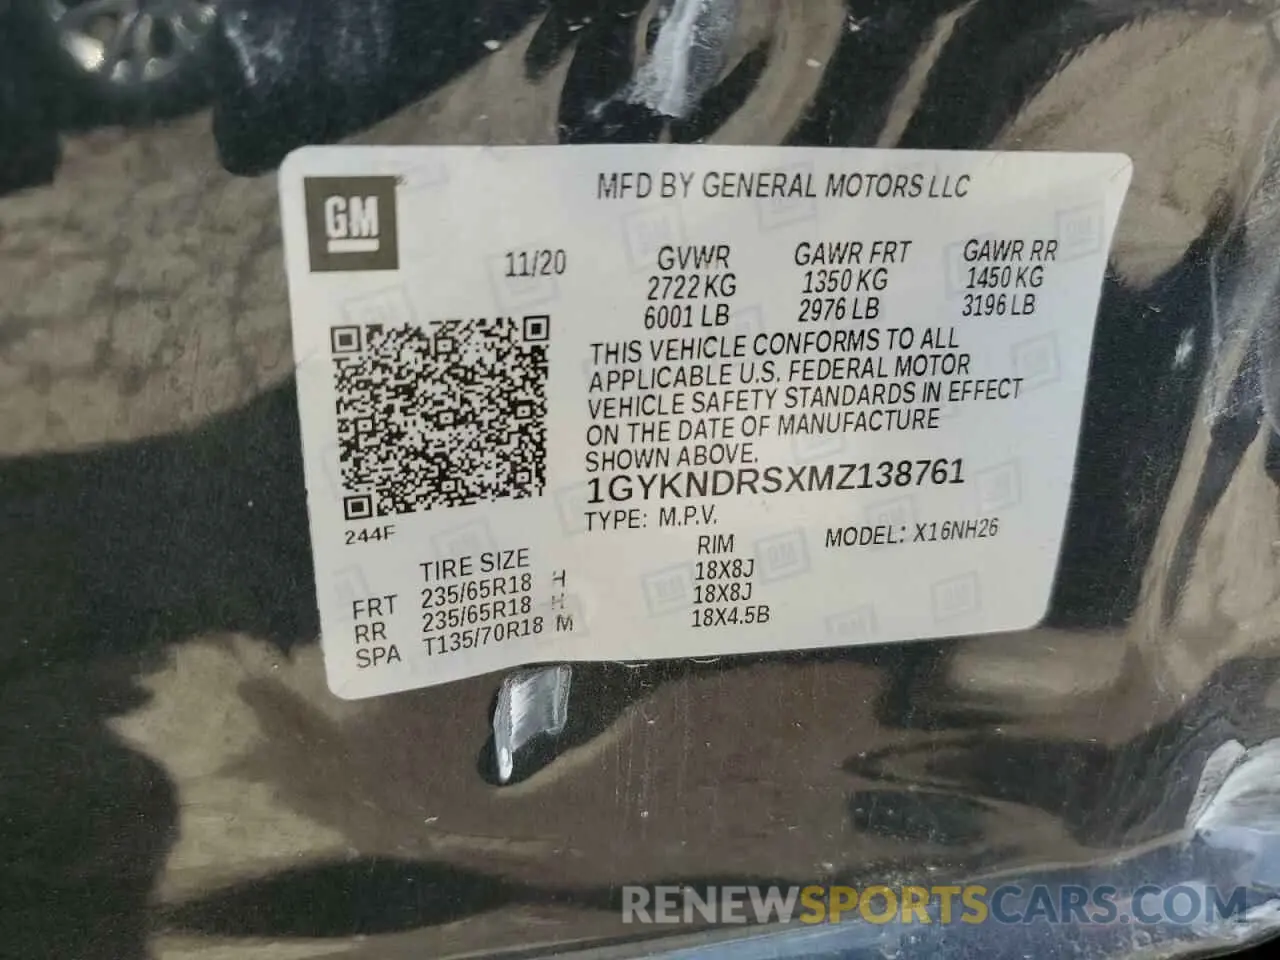 GM
MFD BY GENERAL MOTORS LLC
11/20 GVWR GAWR FRT GAWR RR
2722 KG 1350 KG 1450 KG
6001 LB 2976 LB 3196 LB
THIS VEHICLE CONFORMS TO ALL
APPLICABLE U.S. FEDERAL MOTOR
VEHICLE SAFETY STANDARDS IN EFFECT
ON THE DATE OF MANUFACTURE
SHOWN ABOVE.
1GYKNDRSXMZ138761
TYPE: M.P.V. MODEL: X16NH26
244F
TIRE SIZE RIM
FRT 235/65R18 H 18X8J
RR 235/65R18 H 18X8J
SPA T135/70R18 M 18X4.5B
RENEWSPORTSCARS.COM